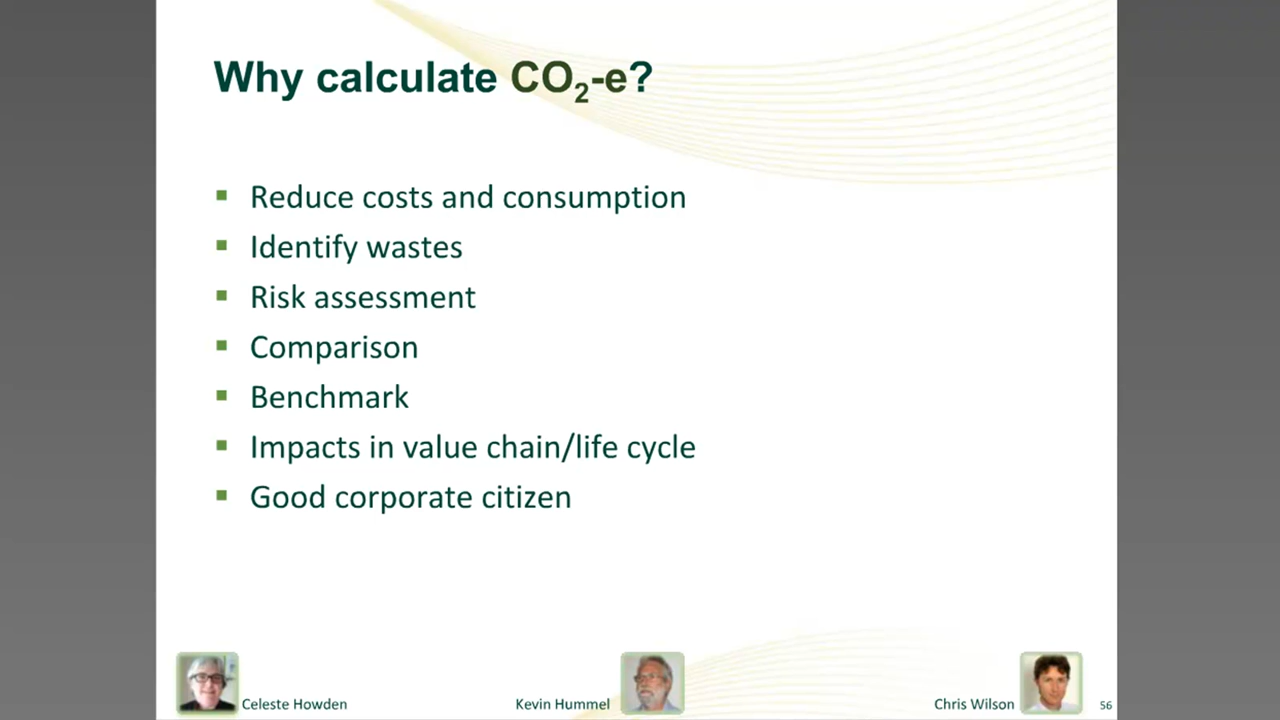 Why calculate CO₂-e?
Reduce costs and consumption
Identify wastes
Risk assessment
Comparison
Benchmark
Impacts in value chain/life cycle
Good corporate citizen
Celeste Howden
Kevin Hummel
Chris Wilson
56